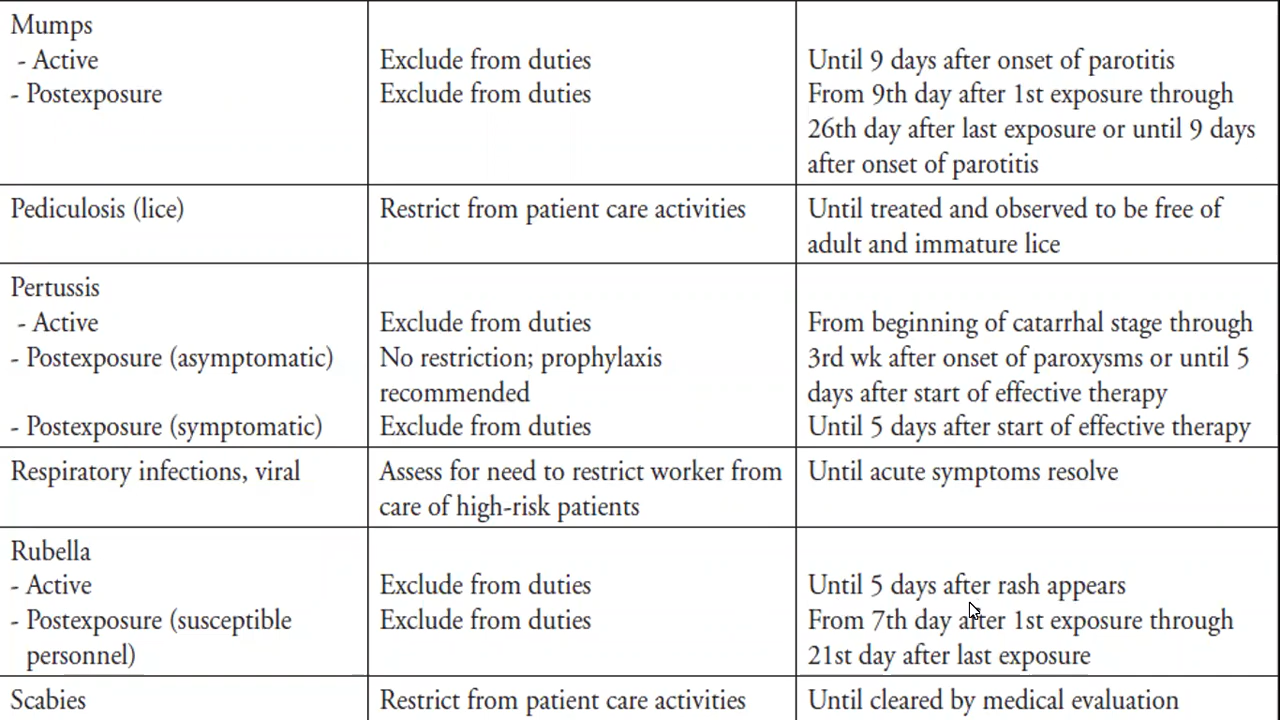 Mumps
- Active
Exclude from duties
Until 9 days after onset of parotitis
- Postexposure
Exclude from duties
From 9th day after 1st exposure through
26th day after last exposure or until 9 days
after onset of parotitis
Pediculosis (lice)
Restrict from patient care activities
Until treated and observed to be free of
adult and immature lice
Pertussis
- Active
Exclude from duties
From beginning of catarrhal stage through
3rd wk after onset of paroxysms or until 5
days after start of effective therapy
- Postexposure (asymptomatic)
No restriction; prophylaxis
recommended
- Postexposure (symptomatic)
Exclude from duties
Until 5 days after start of effective therapy
Respiratory infections, viral
Assess for need to restrict worker from
care of high-risk patients
Until acute symptoms resolve
Rubella
- Active
Exclude from duties
Until 5 days after rash appears
- Postexposure (susceptible
personnel)
Exclude from duties
From 7th day after 1st exposure through
21st day after last exposure
Scabies
Restrict from patient care activities
Until cleared by medical evaluation